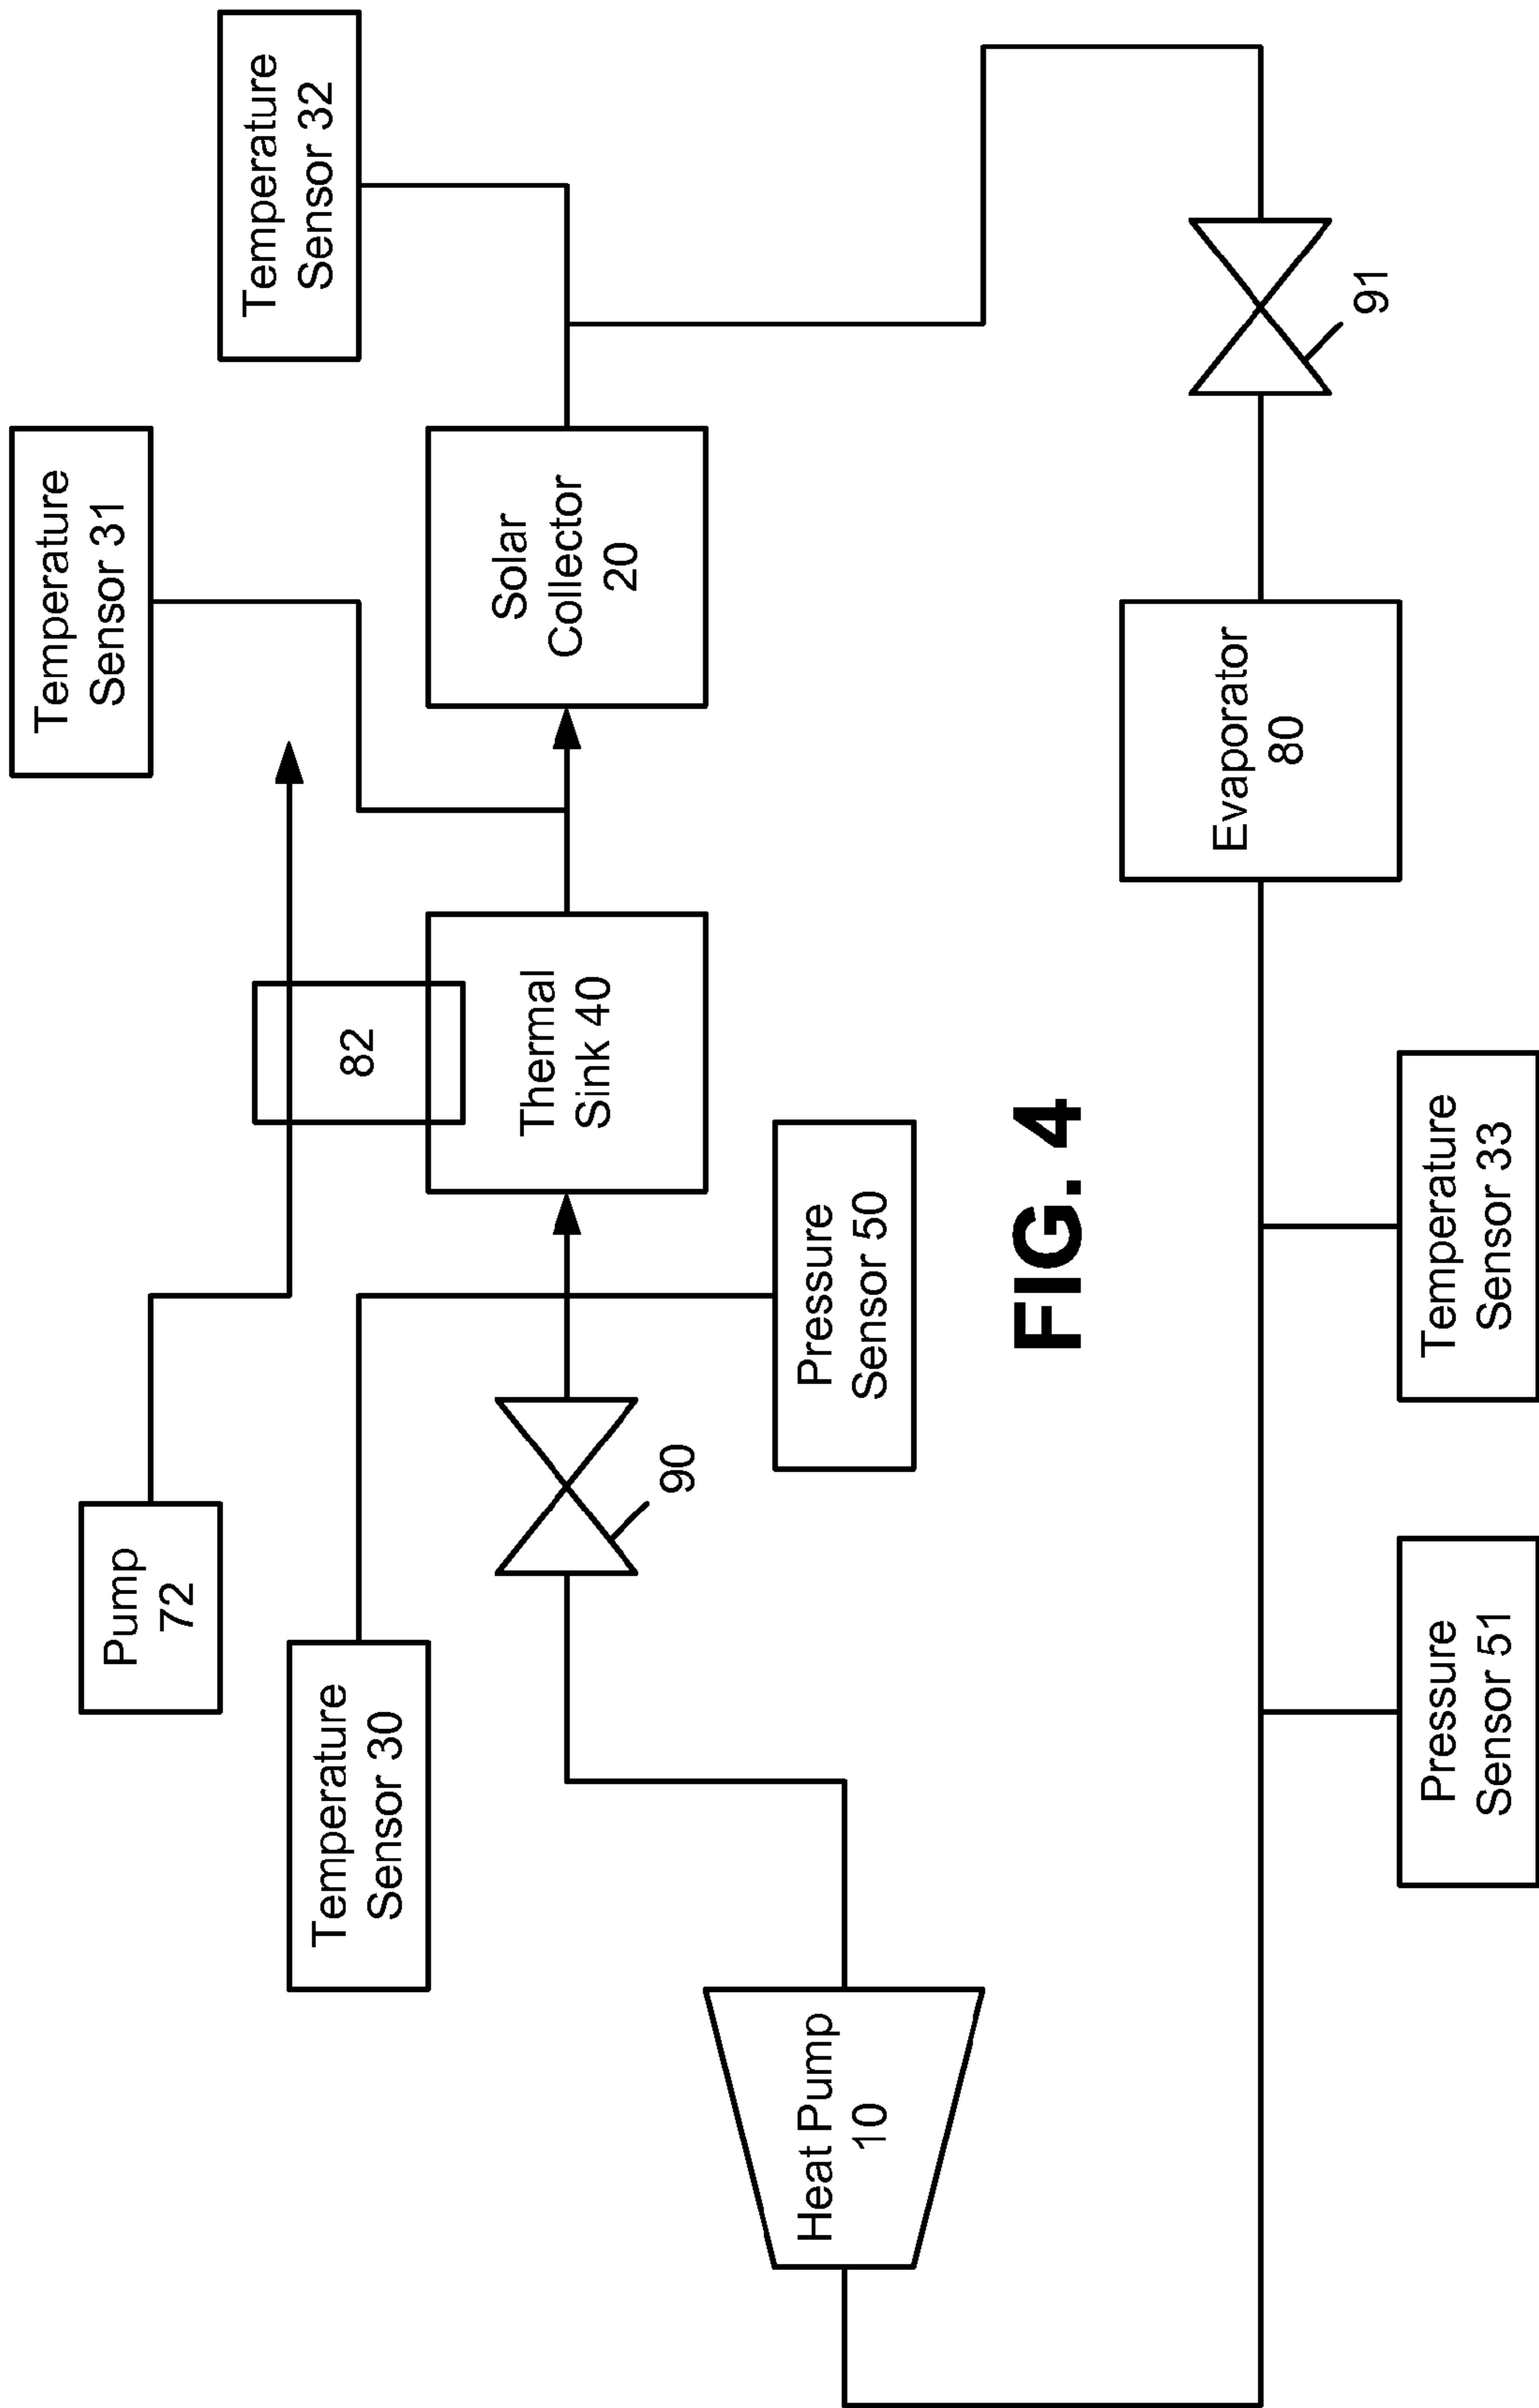 Temperature
Sensor 31
Temperature
Sensor 32
Pump
72
82
Temperature
Sensor 30
Thermal
Sink 40
Solar
Collector
20
90
Heat Pump
10
Pressure
Sensor 50
FIG. 4
Evaporator
80
91
Pressure
Sensor 51
Temperature
Sensor 33